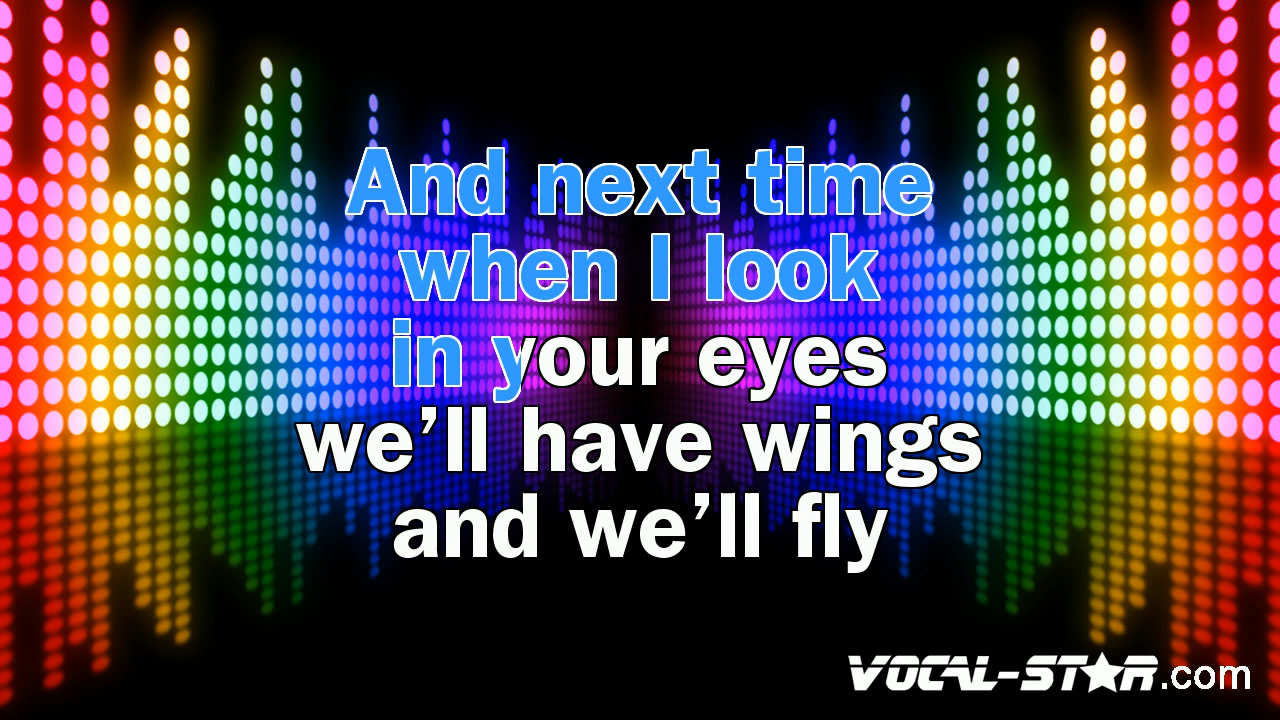 And next time
when I look
in your eyes
we’ll have wings
and we’ll fly
VOCAL-STAR.com